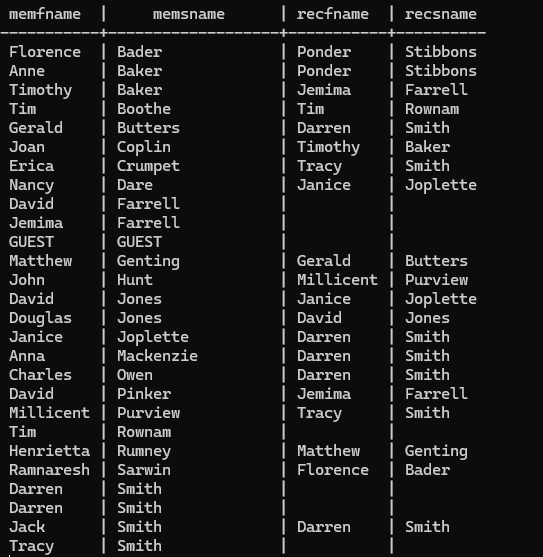 memfname | memsname | recfname | recsname
-----------+-------------------+-----------+----------
Florence | Bader | Ponder | Stibbons
Anne | Baker | Ponder | Stibbons
Timothy | Baker | Jemima | Farrell
Tim | Boothe | Tim | Rownam
Gerald | Butters | Darren | Smith
Joan | Coplin | Timothy | Baker
Erica | Crumpet | Tracy | Smith
Nancy | Dare | Janice | Joplette
David | Farrell | |
Jemima | Farrell | |
GUEST | GUEST | |
Matthew | Genting | Gerald | Butters
John | Hunt | Millicent | Purview
David | Jones | Janice | Joplette
Douglas | Jones | David | Jones
Janice | Joplette | Darren | Smith
Anna | Mackenzie | Darren | Smith
Charles | Owen | Darren | Smith
David | Pinker | Jemima | Farrell
Millicent | Purview | Tracy | Smith
Tim | Rownam | |
Henrietta | Rumney | Matthew | Genting
Ramnaresh | Sarwin | Florence | Bader
Darren | Smith | |
Darren | Smith | |
Jack | Smith | Darren | Smith
Tracy | Smith | |